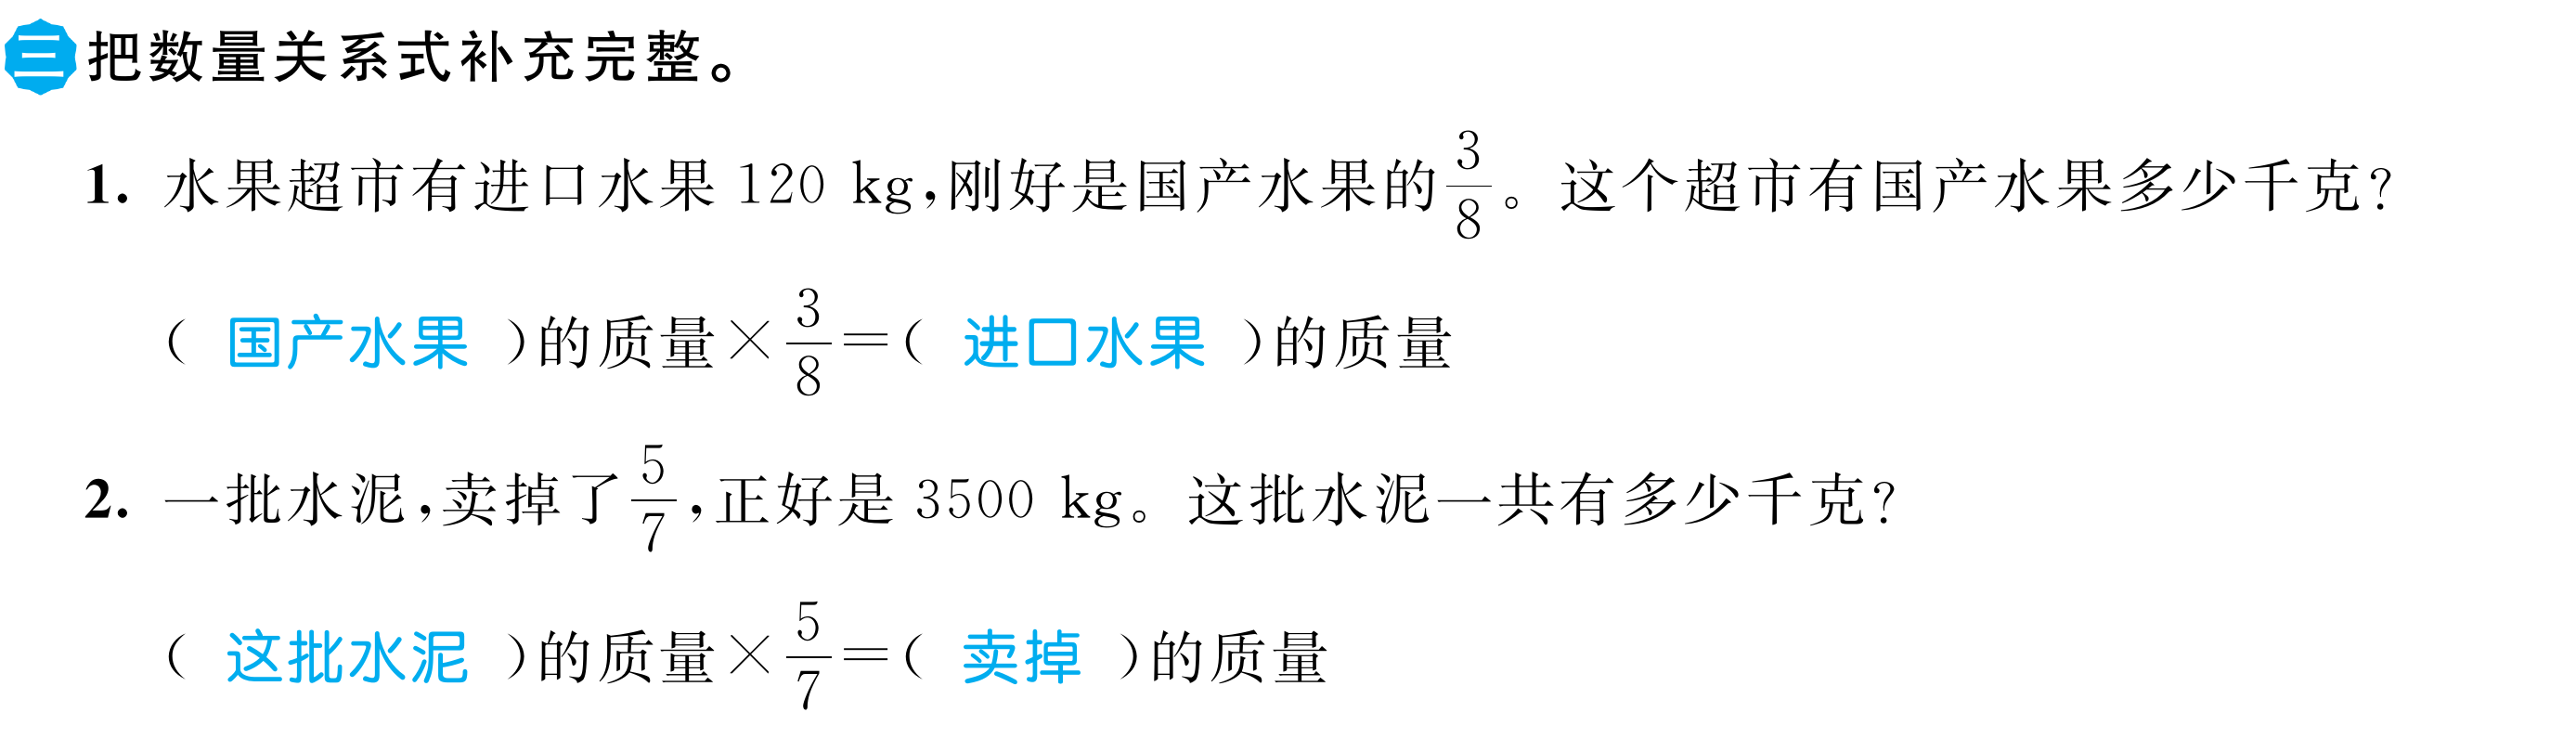 三 把数量关系式补充完整。
1. 水果超市有进口水果 120 kg,刚好是国产水果的3/8。这个超市有国产水果多少千克?
( 国产水果 )的质量×3/8=( 进口水果 )的质量
2. 一批水泥,卖掉了5/7,正好是 3500 kg。这批水泥一共有多少千克?
( 这批水泥 )的质量×5/7=( 卖掉 )的质量